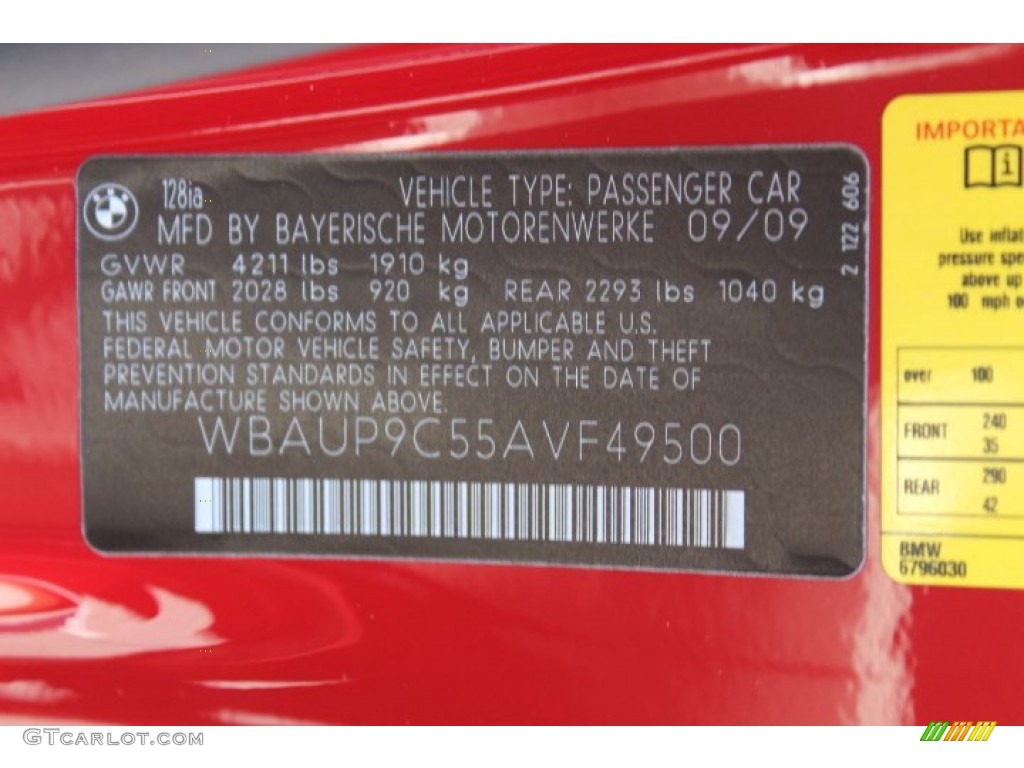 128ia VEHICLE TYPE: PASSENGER CAR
MFD BY BAYERISCHE MOTORENWERKE 09/09
GVWR 4211 lbs 1910 kg
GAWR FRONT 2028 lbs 920 kg REAR 2293 lbs 1040 kg
THIS VEHICLE CONFORMS TO ALL APPLICABLE U.S.
FEDERAL MOTOR VEHICLE SAFETY, BUMPER AND THEFT
PREVENTION STANDARDS IN EFFECT ON THE DATE OF
MANUFACTURE SHOWN ABOVE.
WBAUP9C55AVF49500
2 122 606
IMPORTA
Use inflat
pressure spe
above up
100 mph o
over 100
FRONT 240
35
REAR 290
42
BMW
6796030
GTCARLOT.COM